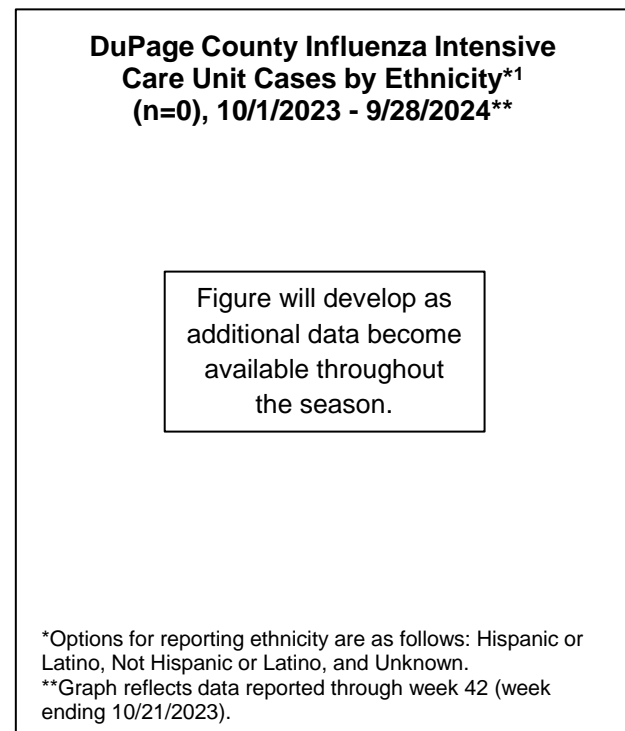 DuPage County Influenza Intensive
Care Unit Cases by Ethnicity*1
(n=0), 10/1/2023 - 9/28/2024**
Figure will develop as
additional data become
available throughout
the season.
*Options for reporting ethnicity are as follows: Hispanic or
Latino, Not Hispanic or Latino, and Unknown.
**Graph reflects data reported through week 42 (week
ending 10/21/2023).